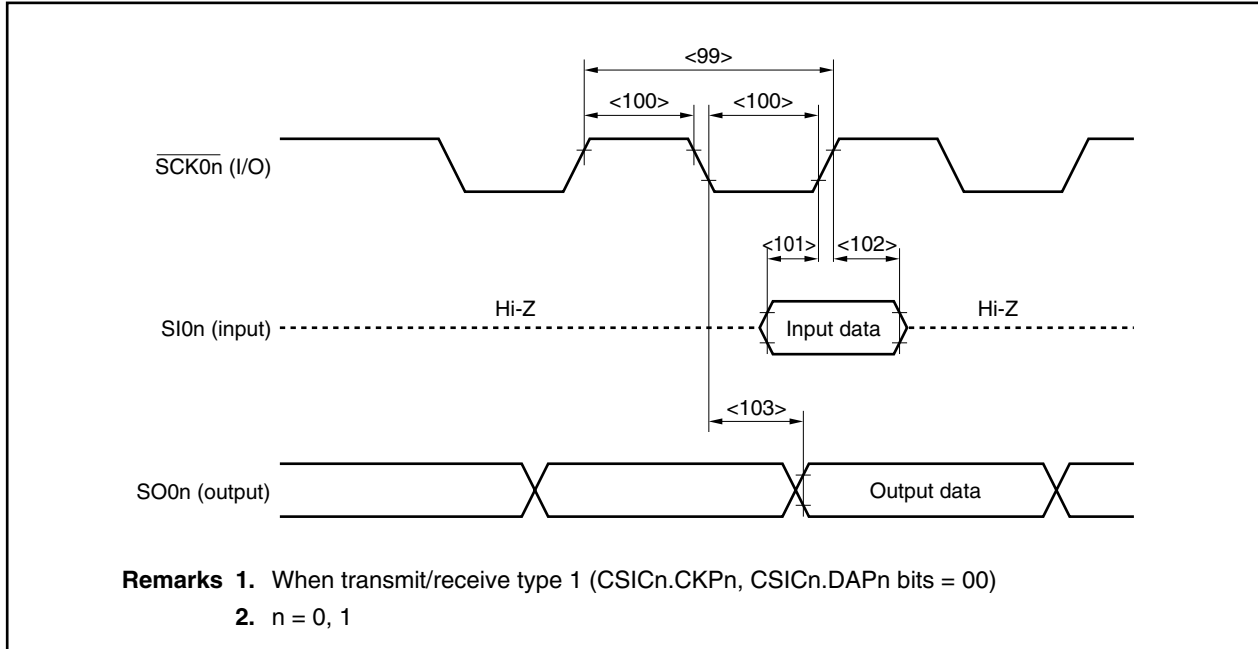 <99>
<100> <100>
SCK0n (I/O)
<101> <102>
Hi-Z Hi-Z
SI0n (input) Input data
<103>
SO0n (output) Output data
Remarks 1. When transmit/receive type 1 (CSICn.CKPn, CSICn.DAPn bits = 00)
2. n = 0, 1